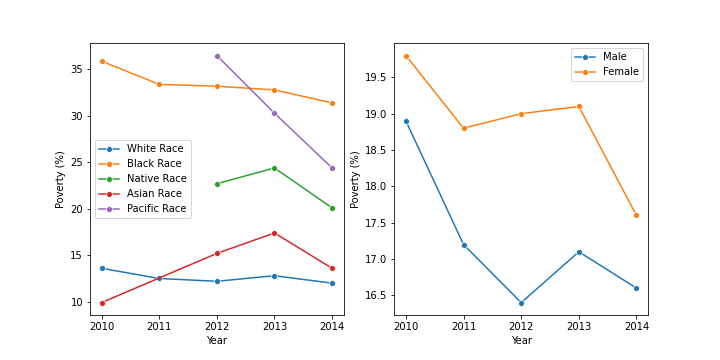 35
30
25
20
15
10
Poverty (%)
2010 2011 2012 2013 2014
Year
White Race
Black Race
Native Race
Asian Race
Pacific Race
19.5
19.0
18.5
18.0
17.5
17.0
16.5
Poverty (%)
2010 2011 2012 2013 2014
Year
Male
Female